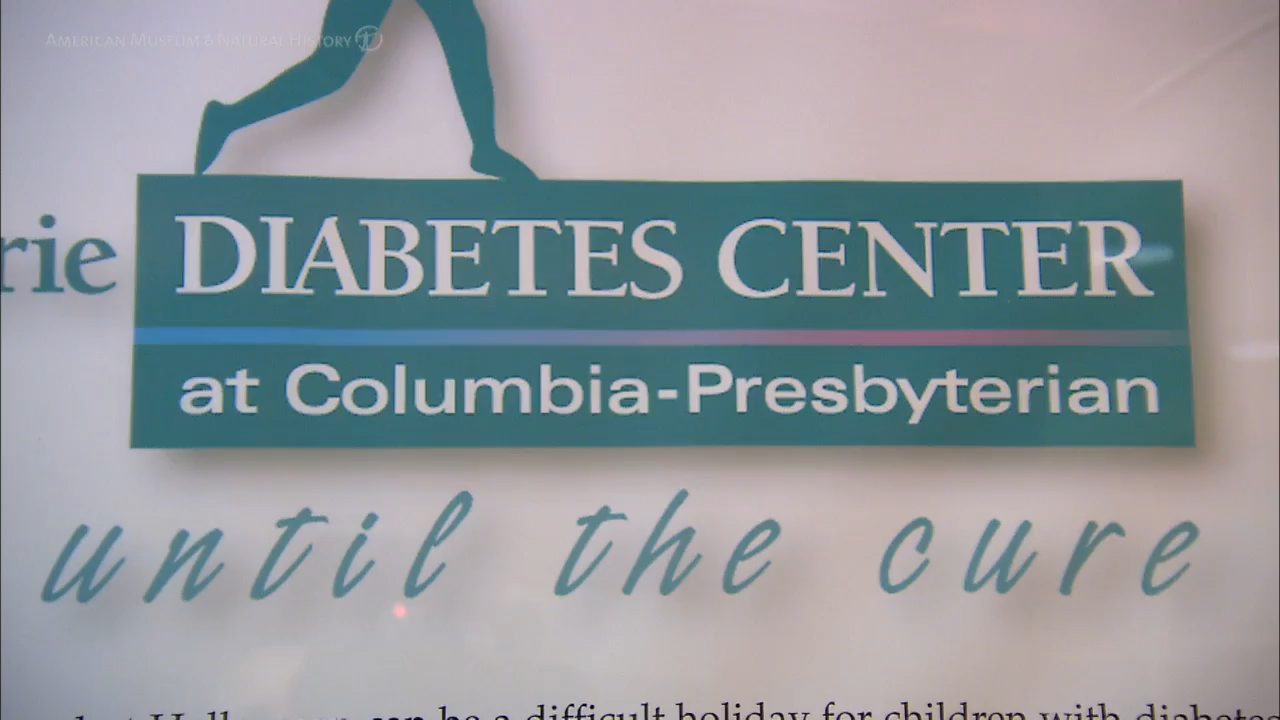 AMERICAN MUSEUM & NATURAL HISTORY
rie DIABETES CENTER
at Columbia-Presbyterian
until the cure
can be a difficult holiday for children with diabetes